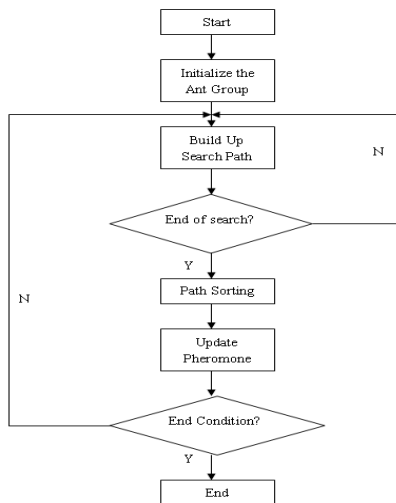 Start
Initialize the
Ant Group
Build Up
Search Path
N
End of search?
Y
N
Path Sorting
Update
Pheromone
End Condition?
Y
End